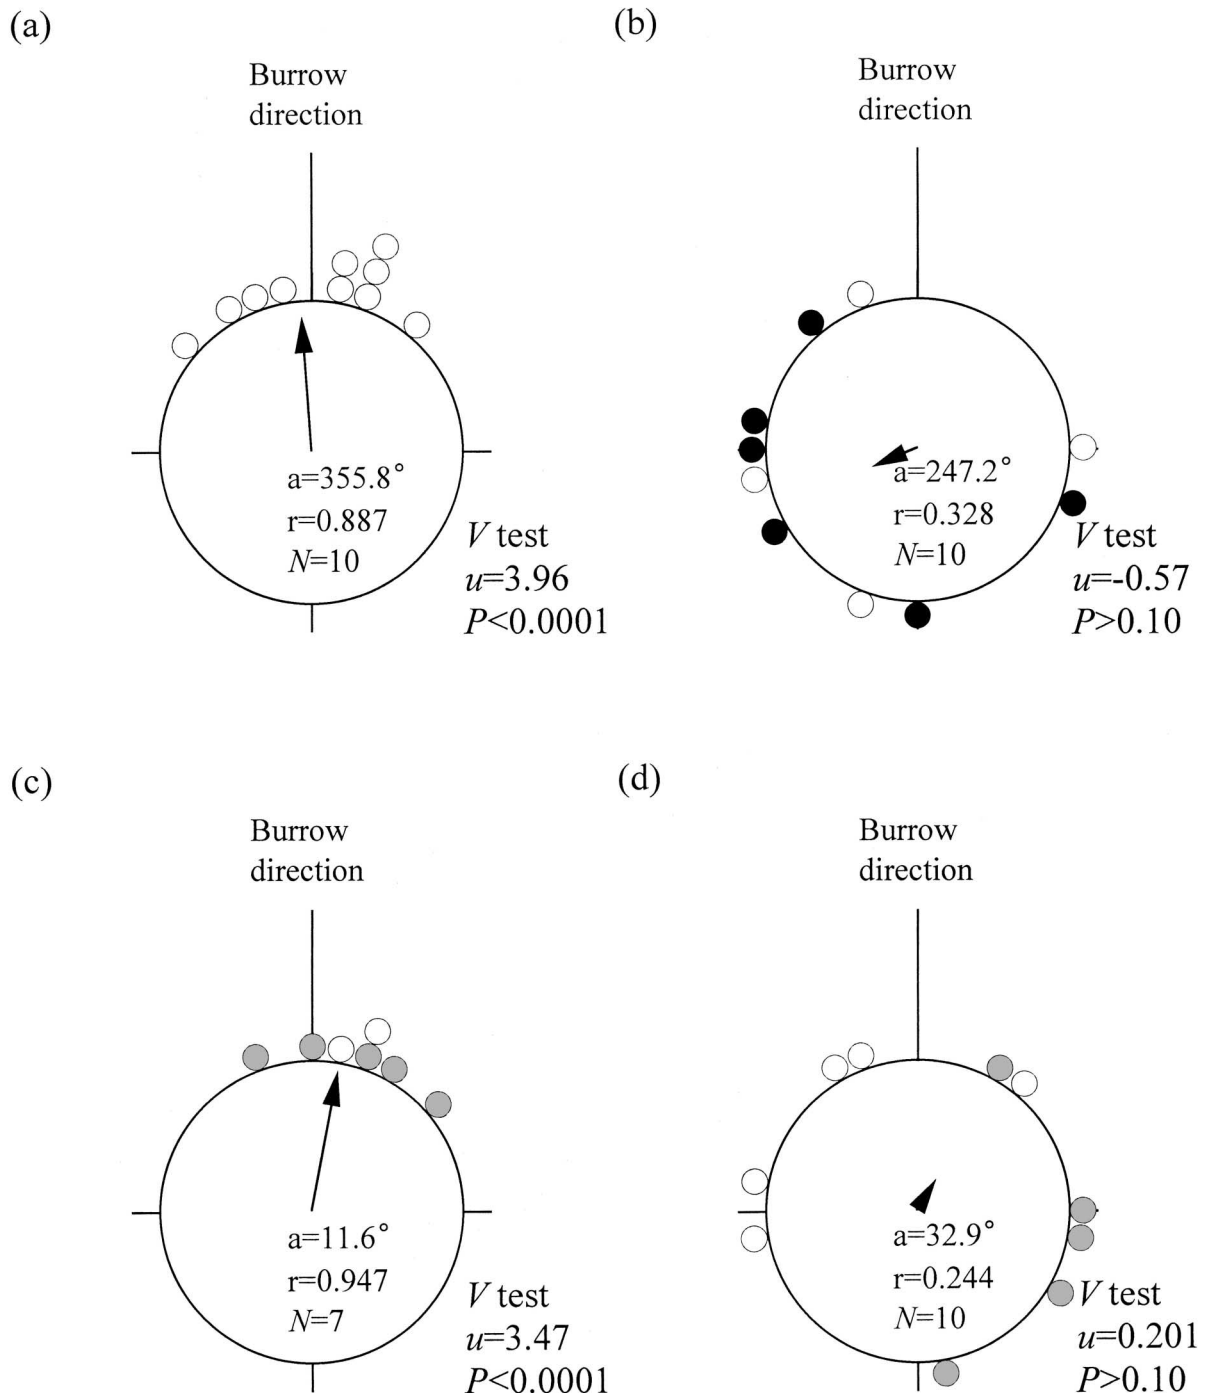 (a)
Burrow
direction
a=355.8°
r=0.887
N=10
V test
u=3.96
P<0.0001
(b)
Burrow
direction
a=247.2°
r=0.328
N=10
V test
u=-0.57
P>0.10
(c)
Burrow
direction
a=11.6°
r=0.947
N=7
V test
u=3.47
P<0.0001
(d)
Burrow
direction
a=32.9°
r=0.244
N=10
V test
u=0.201
P>0.10